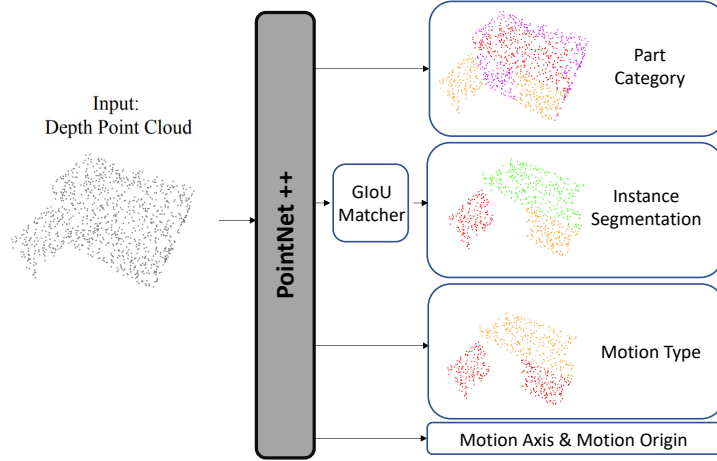 Input:
Depth Point Cloud
PointNet ++
GIoU
Matcher
Part
Category
Instance
Segmentation
Motion Type
Motion Axis & Motion Origin